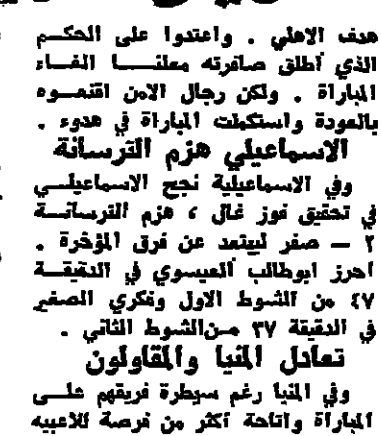 هدف الاهلي . واعتدوا على الحكم
الذي أطلق صافرته معلنا الغاء
المباراة . ولكن رجال الامن اقنعوه
بالعودة واستكملت المباراة في هدوء .
الاسماعيلي هزم الترسانة
وفي الاسماعيلية نجح الاسماعيلي
في تحقيق فوز غال ، هزم الترسانة
٢ — صفر ليبتعد عن فرق المؤخرة .
احرز ابوطالب العيسوي في الدقيقة
٤٧ من الشوط الاول وفكري الصغير
في الدقيقة ٣٧ من الشوط الثاني .
تعادل المنيا والمقاولون
وفي المنيا رغم سيطرة فريقهم على
المباراة واتاحة أكثر من فرصة للاعبيه